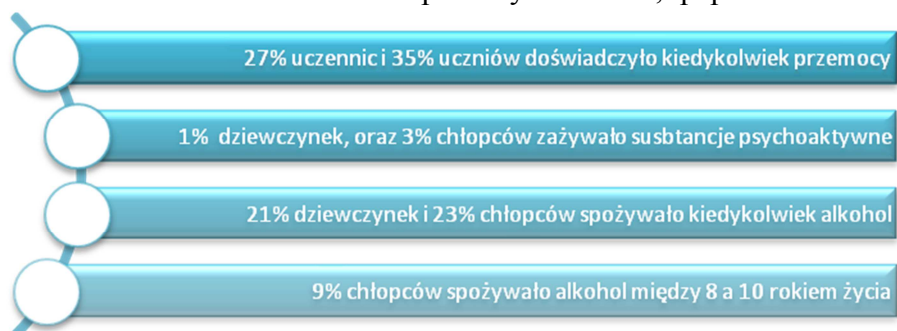 27% uczennic i 35% uczniów doświadczyło kiedykolwiek przemocy
1% dziewczynek, oraz 3% chłopców zażywało susbtancje psychoaktywne
21% dziewczynek i 23% chłopców spożywało kiedykolwiek alkohol
9% chłopców spożywało alkohol między 8 a 10 rokiem życia